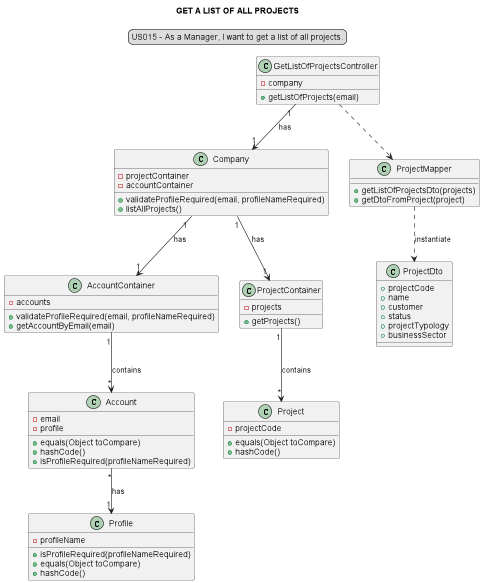 GET A LIST OF ALL PROJECTS
US015 - As a Manager, I want to get a list of all projects.
C GetListOfProjectsController
company
getListOfProjects(email)
1
has
1
C Company
projectContainer
accountContainer
validateProfileRequired(email, profileNameRequired)
listAllProjects()
C ProjectMapper
getListOfProjectsDto(projects)
getDtoFromProject(project)
1
has
1
1
has
1
instantiate
C AccountContainer
accounts
validateProfileRequired(email, profileNameRequired)
getAccountByEmail(email)
C ProjectContainer
projects
getProjects()
C ProjectDto
projectCode
name
customer
status
projectTypology
businessSector
1
contains
*
1
contains
*
C Account
email
profile
equals(Object toCompare)
hashCode()
isProfileRequired(profileNameRequired)
C Project
projectCode
equals(Object toCompare)
hashCode()
*
has
1
C Profile
profileName
isProfileRequired(profileNameRequired)
equals(Object toCompare)
hashCode()